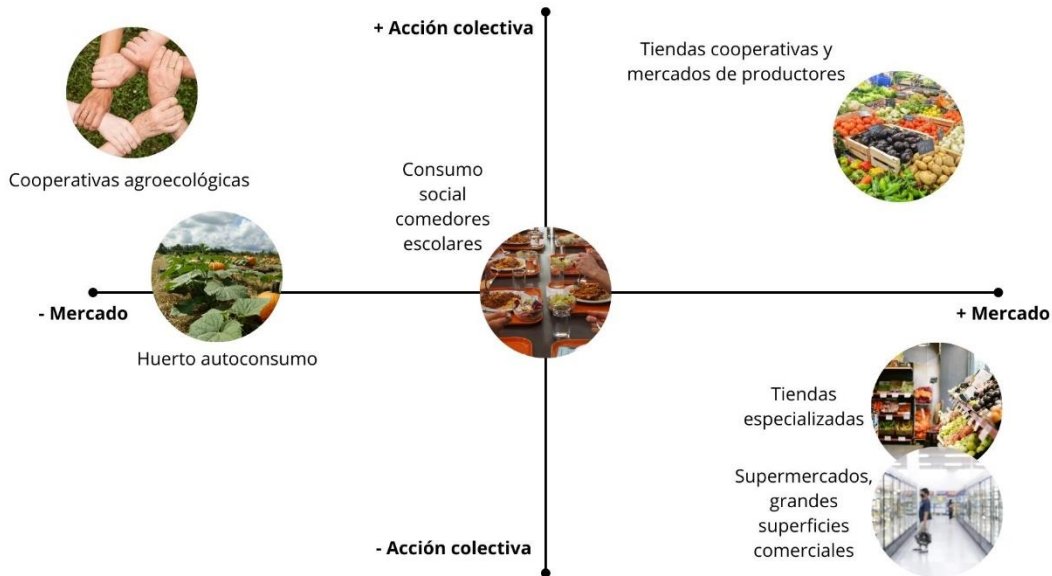 + Acción colectiva
Tiendas cooperativas y
mercados de productores
Cooperativas agroecológicas
Consumo
social
comedores
escolares
- Mercado
+ Mercado
Huerto autoconsumo
Tiendas
especializadas
Supermercados,
grandes
superficies
comerciales
- Acción colectiva